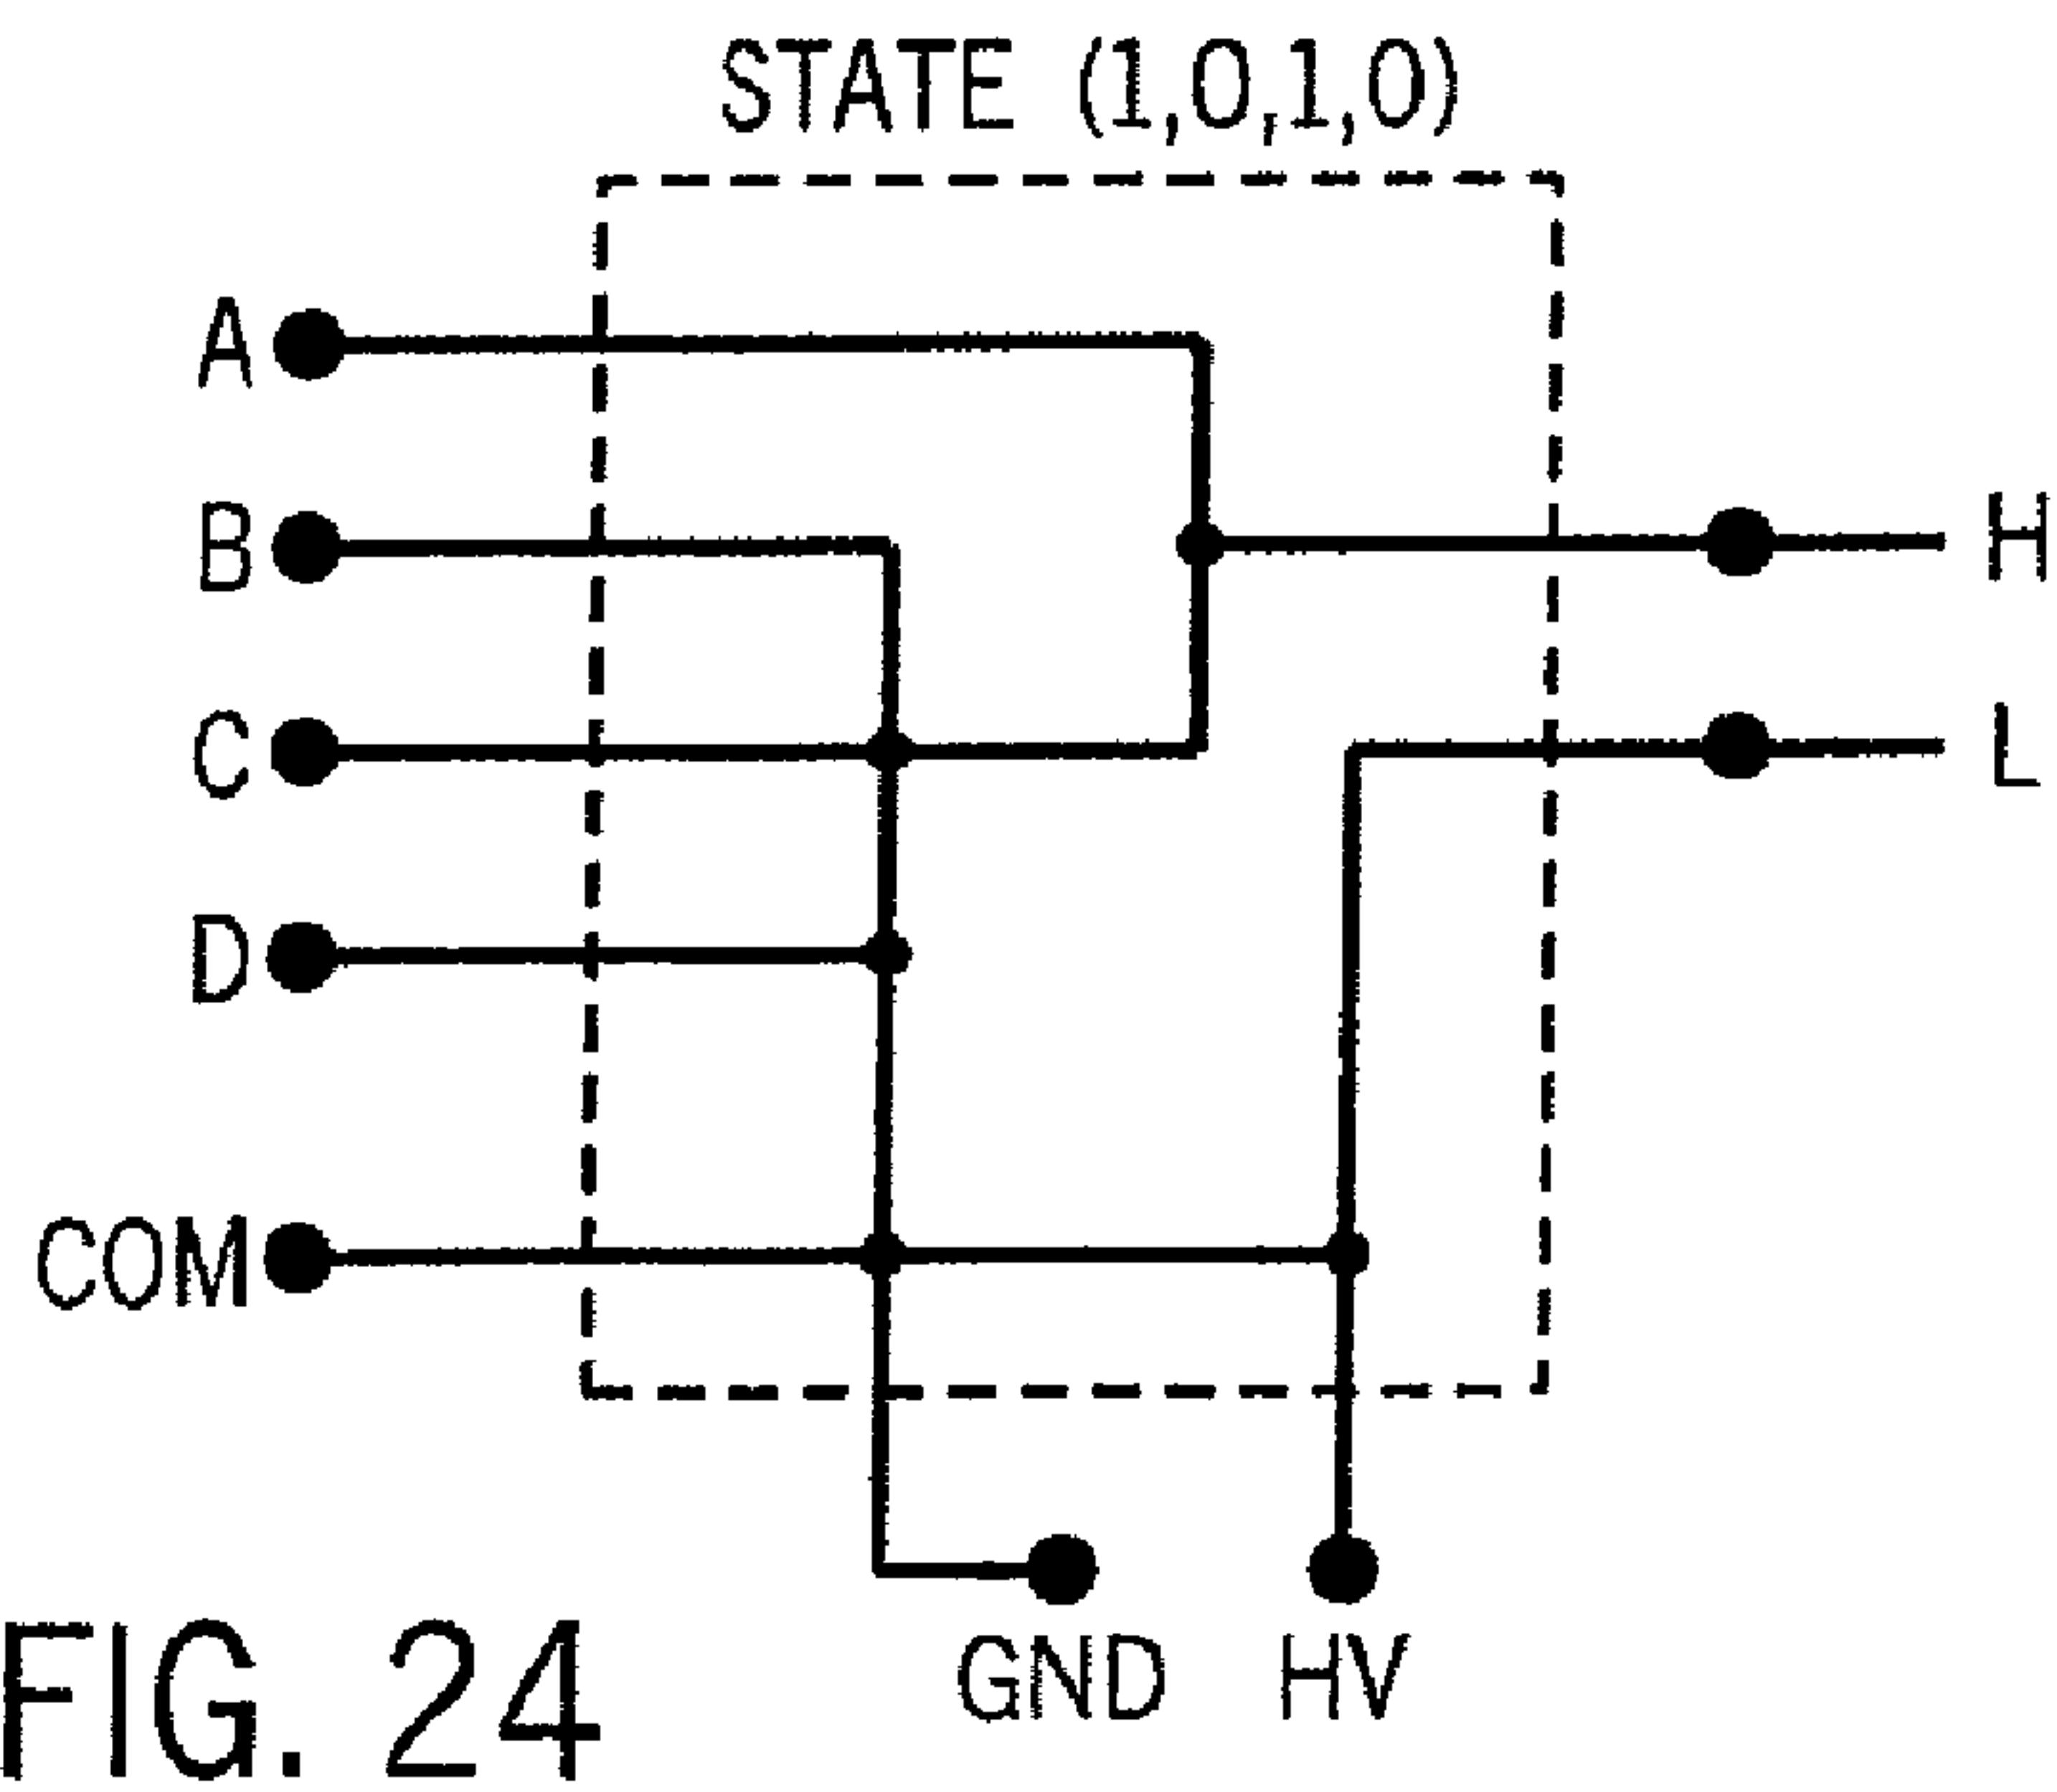 STATE (1,0,1,0)
A
B
H
C
L
D
COM
GND HV
FIG. 24